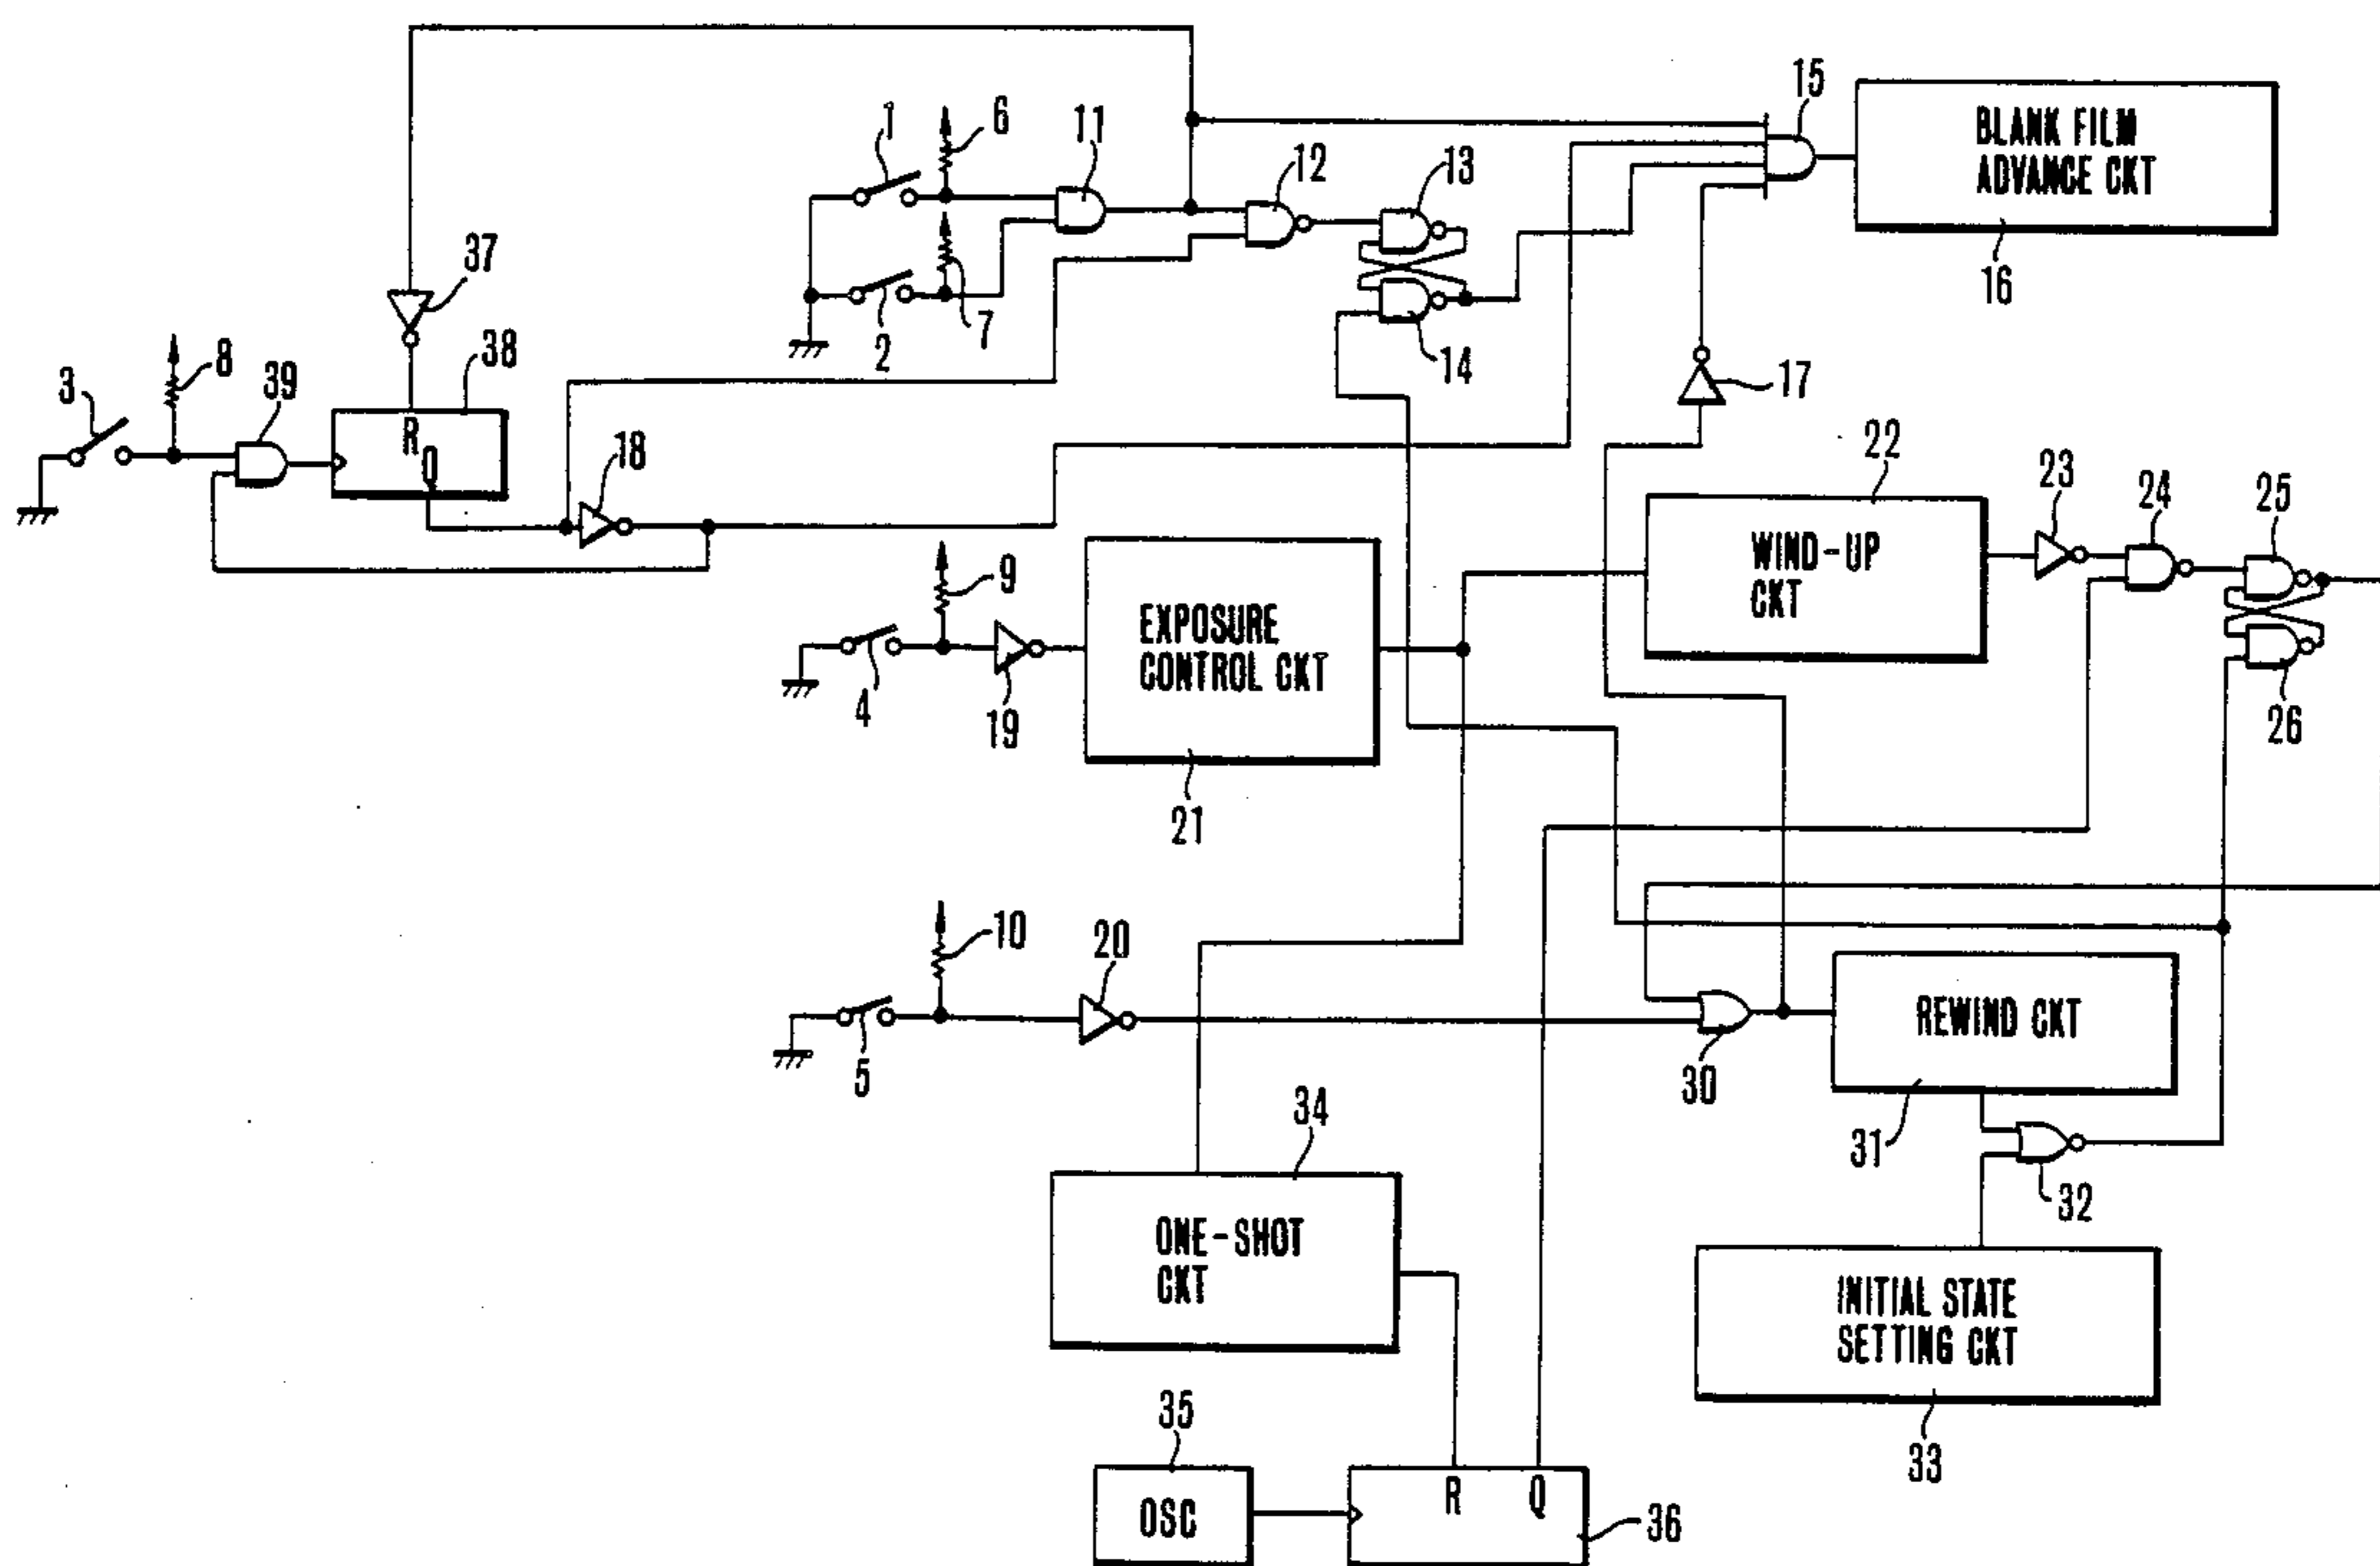 1
6
11
12
13
15
BLANK FILM
ADVANCE CKT
16
37
2
7
14
17
3
8
39
38
R
Q
18
22
23
24
25
9
EXPOSURE
CONTROL CKT
WIND-UP
CKT
4
19
21
26
10
20
5
30
REWIND CKT
31
32
34
ONE-SHOT
CKT
INITIAL STATE
SETTING CKT
33
35
OSC
R
Q
36